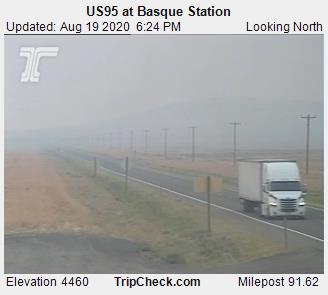 US95 at Basque Station
Updated: Aug 19 2020 6:24 PM Looking North
Elevation 4460 TripCheck.com Milepost 91.62